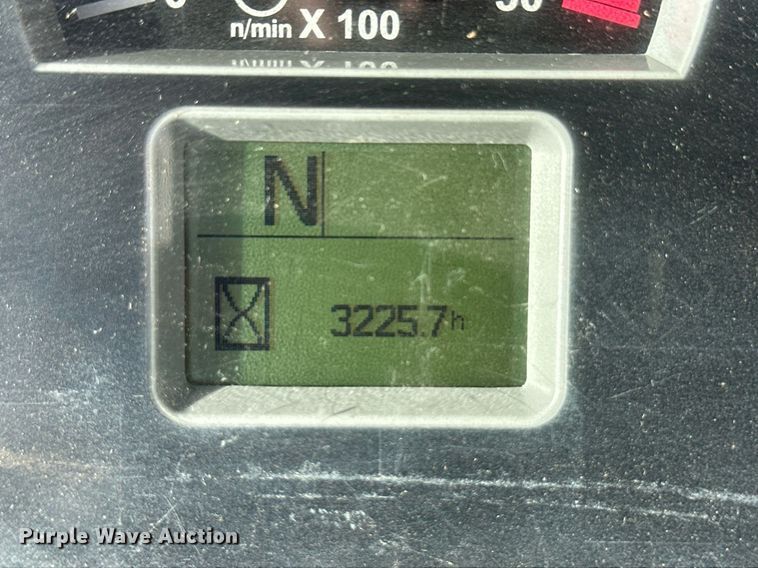 n/min X 100
N
3225.7h
Purple Wave Auction